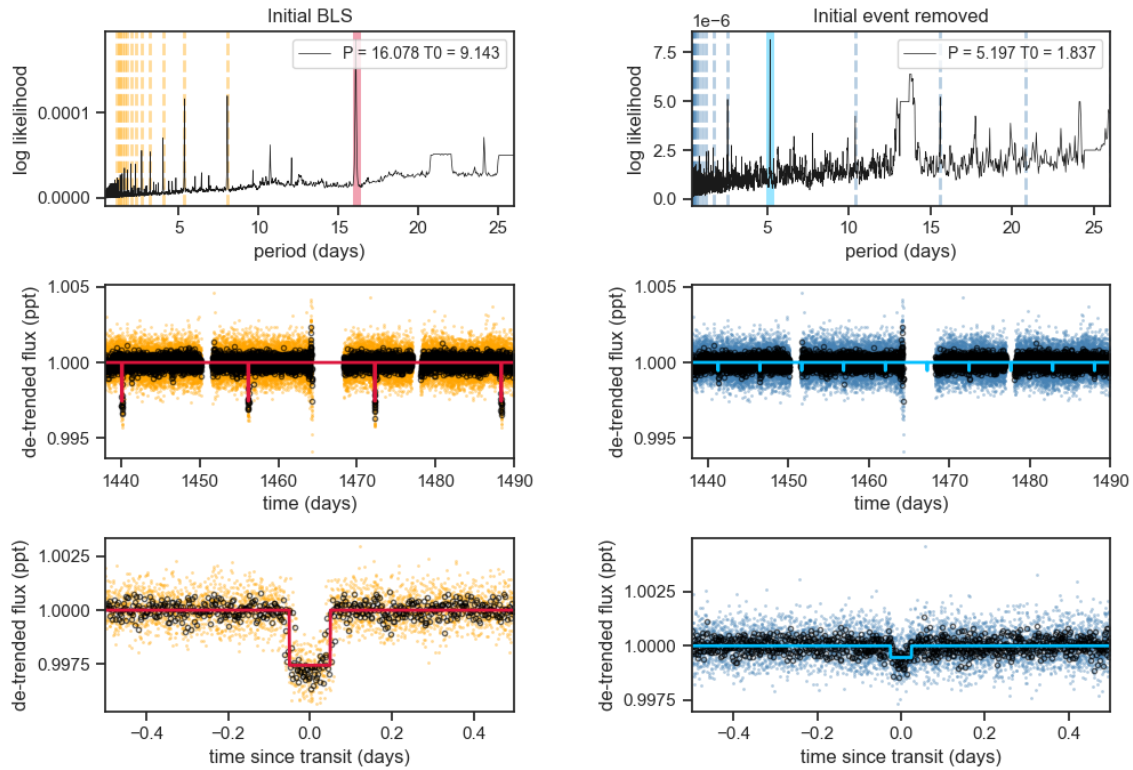 Initial BLS
log likelihood
0.0001
0.0000
P = 16.078 T0 = 9.143
5 10 15 20 25
period (days)
Initial event removed
1e−6
log likelihood
7.5
5.0
2.5
0.0
P = 5.197 T0 = 1.837
5 10 15 20 25
period (days)
de-trended flux (ppt)
1.005
1.000
0.995
1440 1450 1460 1470 1480 1490
time (days)
de-trended flux (ppt)
1.005
1.000
0.995
1440 1450 1460 1470 1480 1490
time (days)
de-trended flux (ppt)
1.0025
1.0000
0.9975
−0.4 −0.2 0.0 0.2 0.4
time since transit (days)
de-trended flux (ppt)
1.0025
1.0000
0.9975
−0.4 −0.2 0.0 0.2 0.4
time since transit (days)